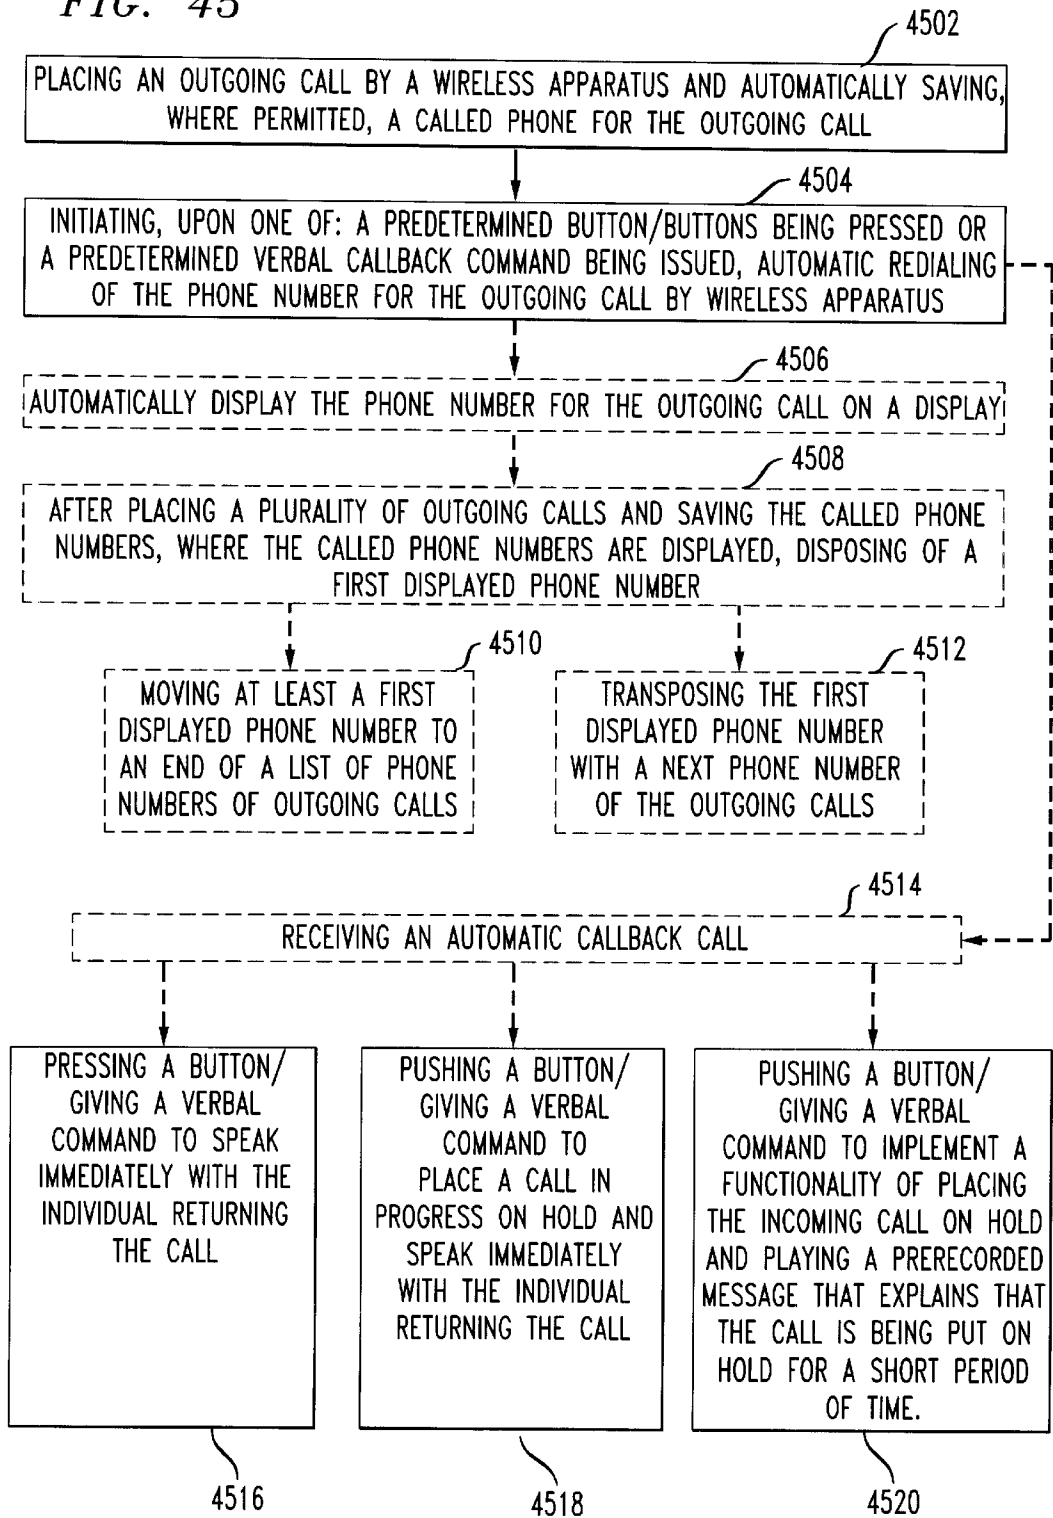 FIG. 45
4502
PLACING AN OUTGOING CALL BY A WIRELESS APPARATUS AND AUTOMATICALLY SAVING,
WHERE PERMITTED, A CALLED PHONE FOR THE OUTGOING CALL
4504
INITIATING, UPON ONE OF: A PREDETERMINED BUTTON/BUTTONS BEING PRESSED OR
A PREDETERMINED VERBAL CALLBACK COMMAND BEING ISSUED, AUTOMATIC REDIALING
OF THE PHONE NUMBER FOR THE OUTGOING CALL BY WIRELESS APPARATUS
4506
AUTOMATICALLY DISPLAY THE PHONE NUMBER FOR THE OUTGOING CALL ON A DISPLAY
4508
AFTER PLACING A PLURALITY OF OUTGOING CALLS AND SAVING THE CALLED PHONE
NUMBERS, WHERE THE CALLED PHONE NUMBERS ARE DISPLAYED, DISPOSING OF A
FIRST DISPLAYED PHONE NUMBER
4510
MOVING AT LEAST A FIRST
DISPLAYED PHONE NUMBER TO
AN END OF A LIST OF PHONE
NUMBERS OF OUTGOING CALLS
4512
TRANSPOSING THE FIRST
DISPLAYED PHONE NUMBER
WITH A NEXT PHONE NUMBER
OF THE OUTGOING CALLS
4514
RECEIVING AN AUTOMATIC CALLBACK CALL
PRESSING A BUTTON/
GIVING A VERBAL
COMMAND TO SPEAK
IMMEDIATELY WITH THE
INDIVIDUAL RETURNING
THE CALL
4516
PUSHING A BUTTON/
GIVING A VERBAL
COMMAND TO
PLACE A CALL IN
PROGRESS ON HOLD AND
SPEAK IMMEDIATELY
WITH THE INDIVIDUAL
RETURNING THE CALL
4518
PUSHING A BUTTON/
GIVING A VERBAL
COMMAND TO IMPLEMENT A
FUNCTIONALITY OF PLACING
THE INCOMING CALL ON HOLD
AND PLAYING A PRERECORDED
MESSAGE THAT EXPLAINS THAT
THE CALL IS BEING PUT ON
HOLD FOR A SHORT PERIOD
OF TIME.
4520